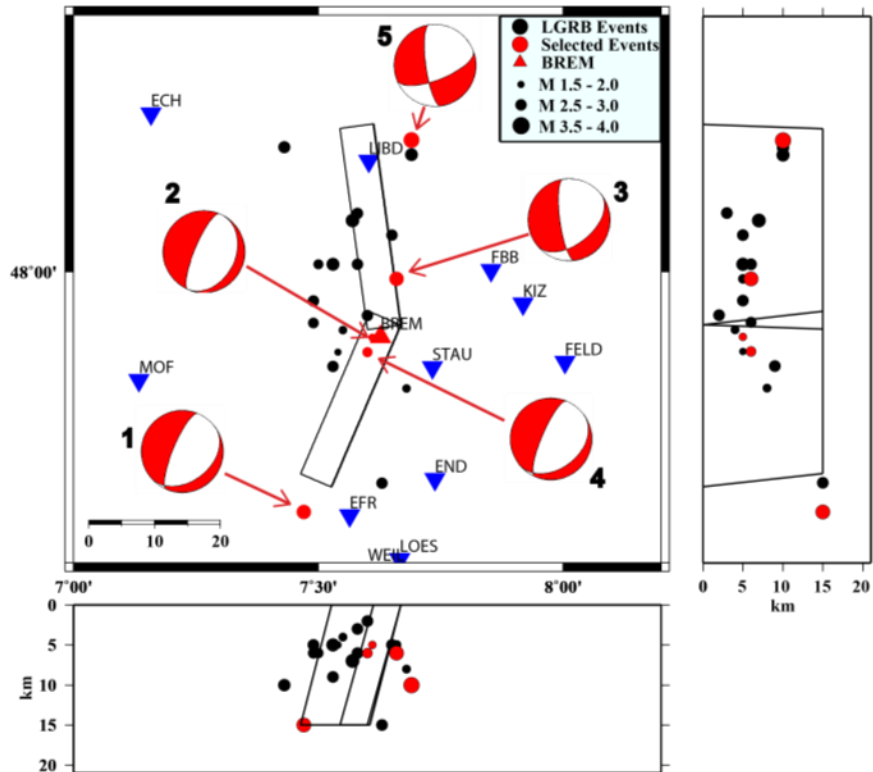 5
LGRB Events
Selected Events
BREM
M 1.5 - 2.0
M 2.5 - 3.0
M 3.5 - 4.0
ECH
LIBD
2
3
48°00'
FBB
KIZ
BREM
STAU
FELD
MOF
1
4
END
EFR
LOES
WEIL
0 10 20
7°00' 7°30' 8°00'
0 5 10 15 20
km
0
5
10
15
20
km